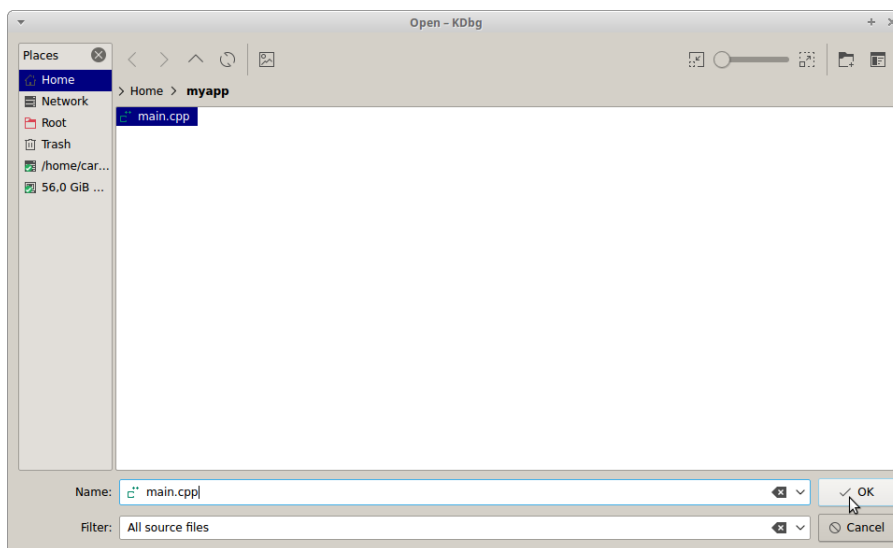 Open – KDbg
Places
Home
Network
Root
Trash
/home/car...
56,0 GiB ...
> Home > myapp
main.cpp
Name: main.cpp
OK
Filter: All source files
Cancel